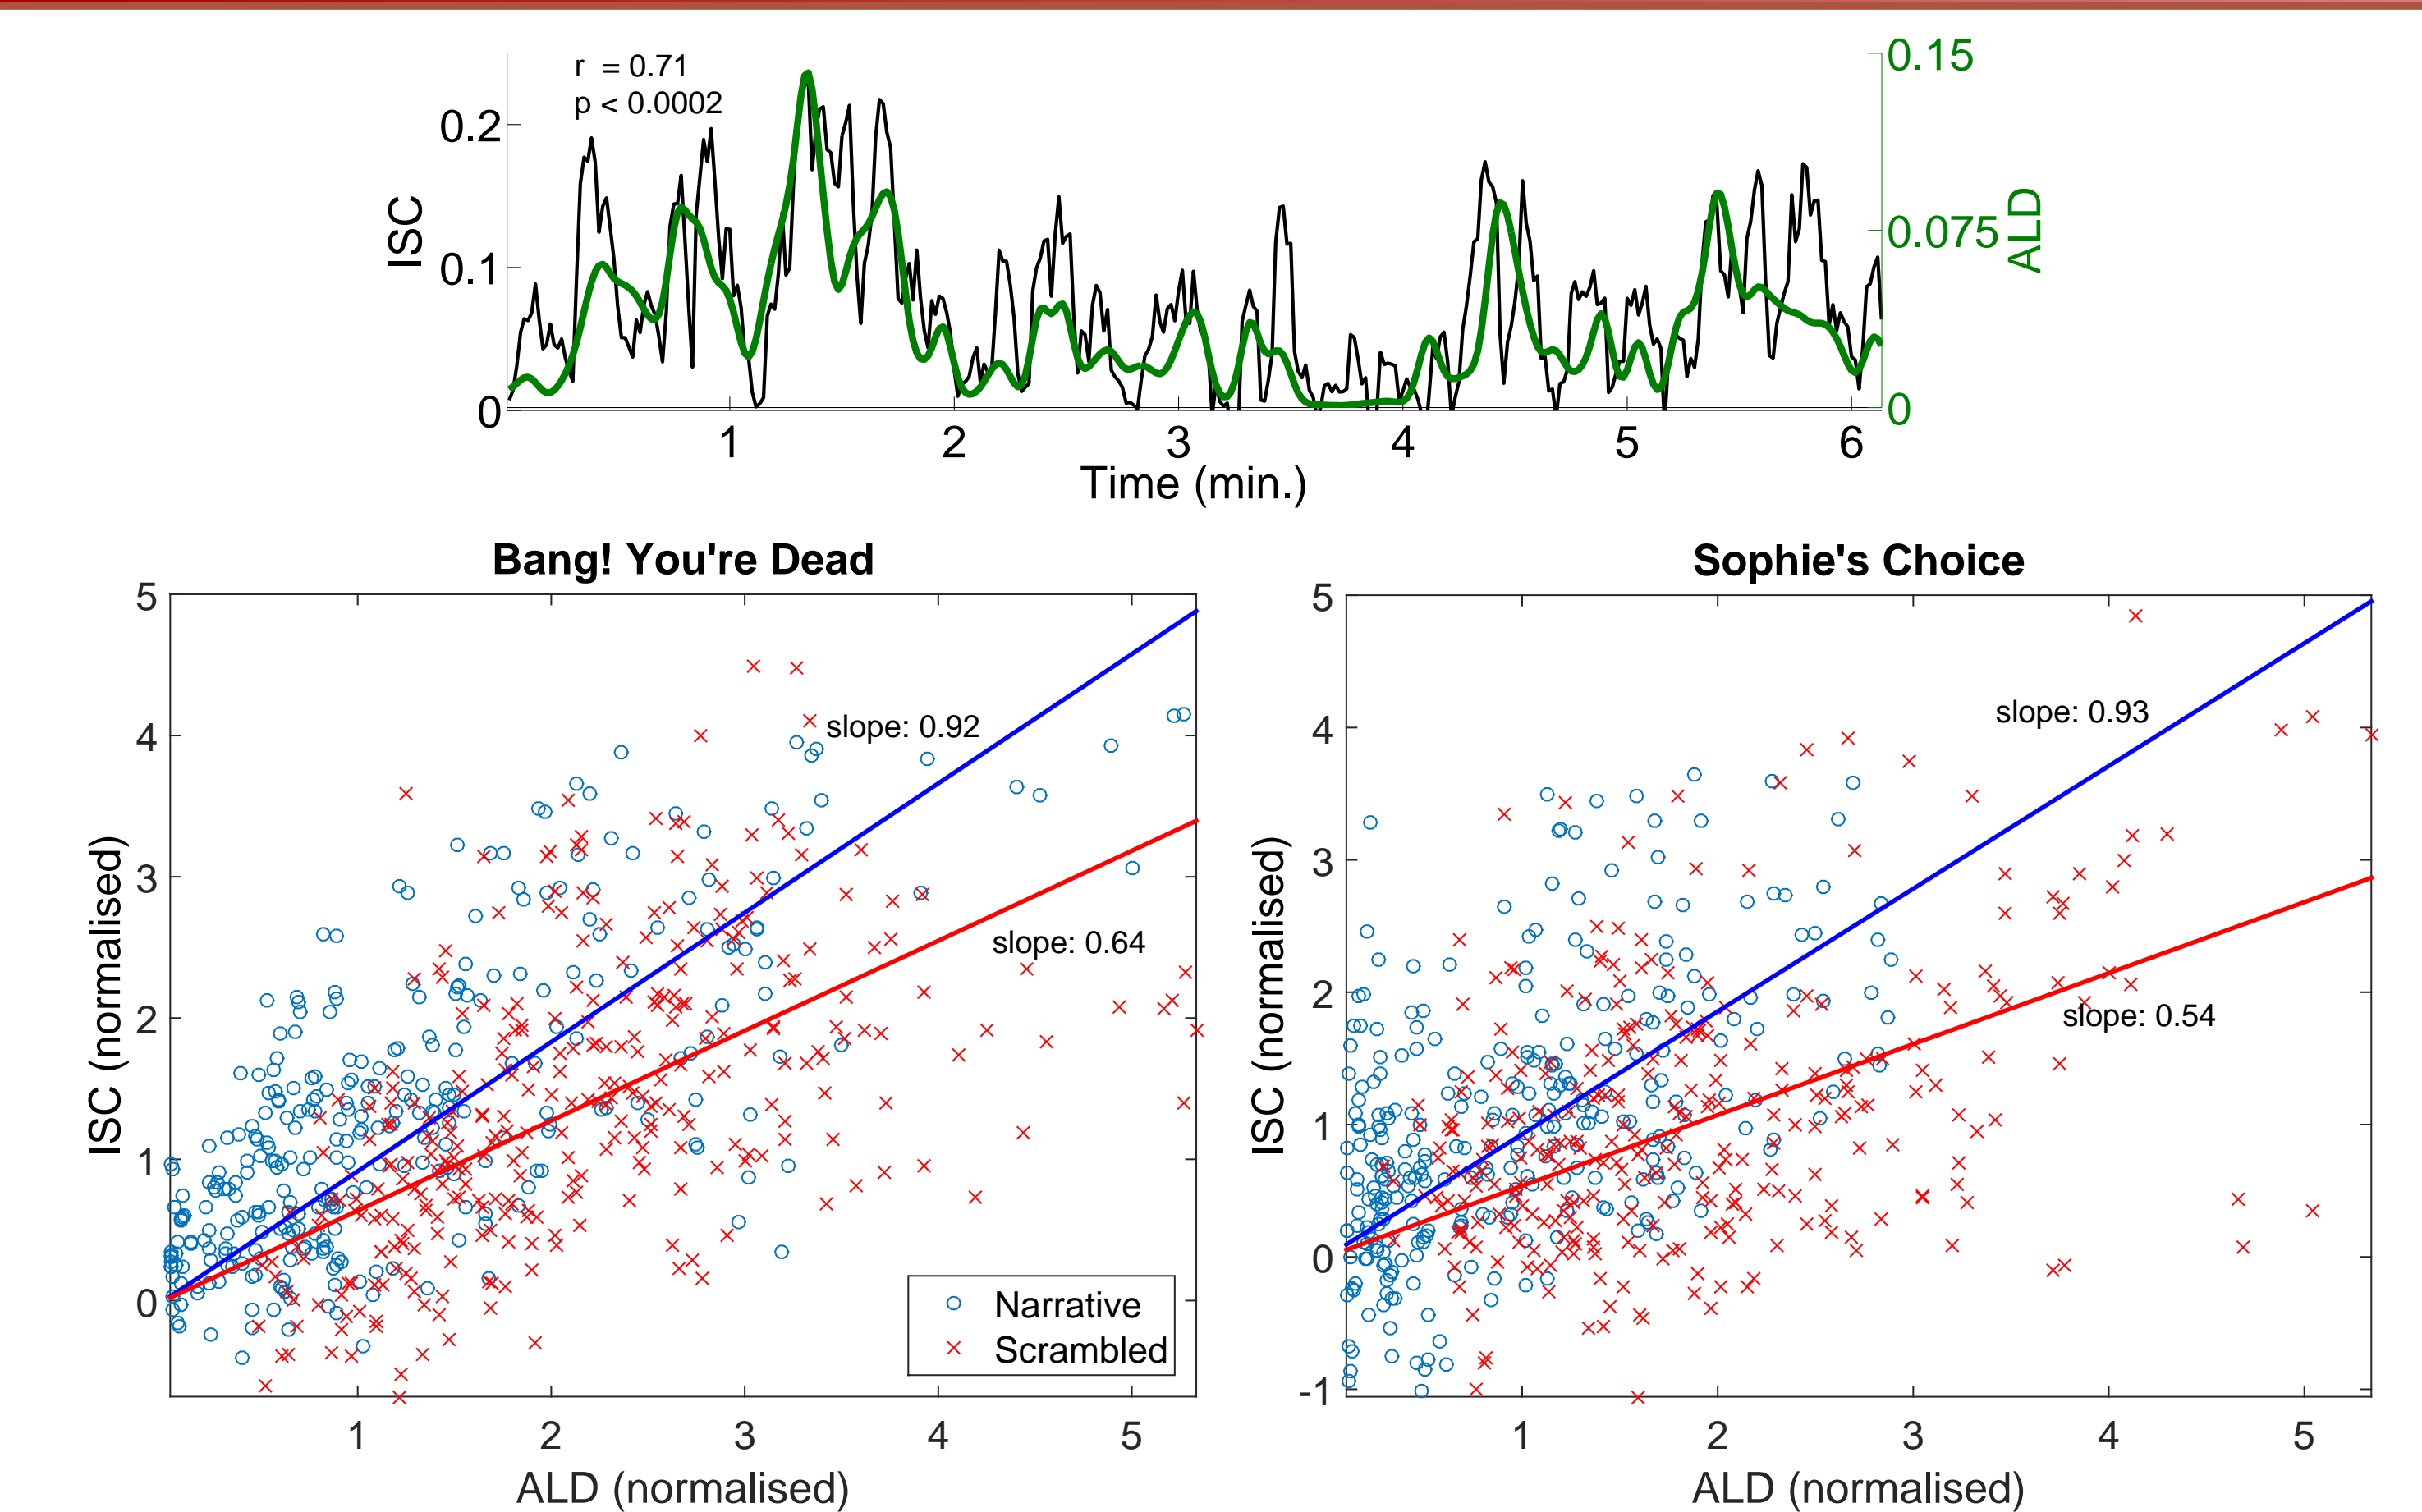 r = 0.71
p < 0.0002
ISC
0.2
0.1
0
0.15
0.075
0
ALD
1 2 3 4 5 6
Time (min.)
Bang! You're Dead
ISC (normalised)
5
4
3
2
1
0
slope: 0.92
slope: 0.64
Narrative
Scrambled
1 2 3 4 5
ALD (normalised)
Sophie's Choice
ISC (normalised)
5
4
3
2
1
0
-1
slope: 0.93
slope: 0.54
1 2 3 4 5
ALD (normalised)